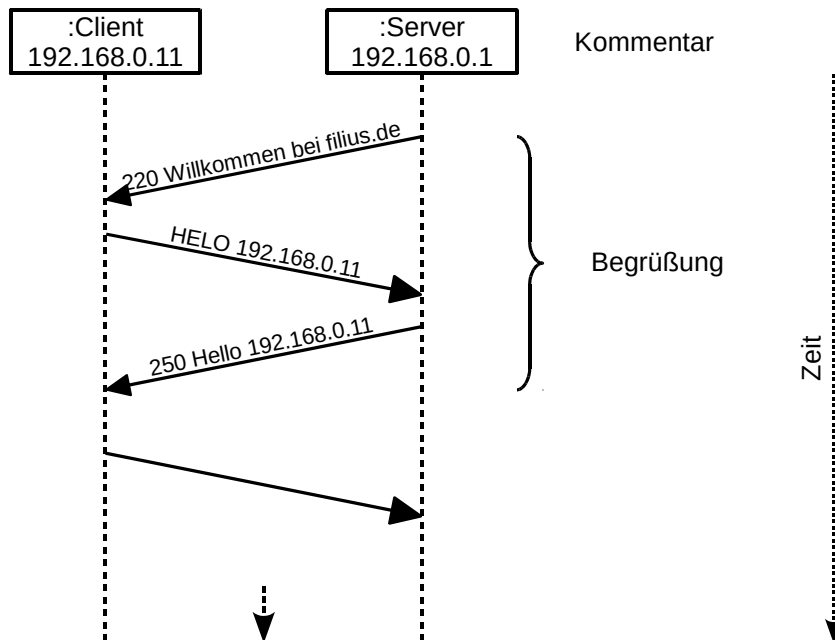 :Client
192.168.0.11
:Server
192.168.0.1
Kommentar
220 Willkommen bei filius.de
HELO 192.168.0.11
Begrüßung
250 Hello 192.168.0.11
Zeit